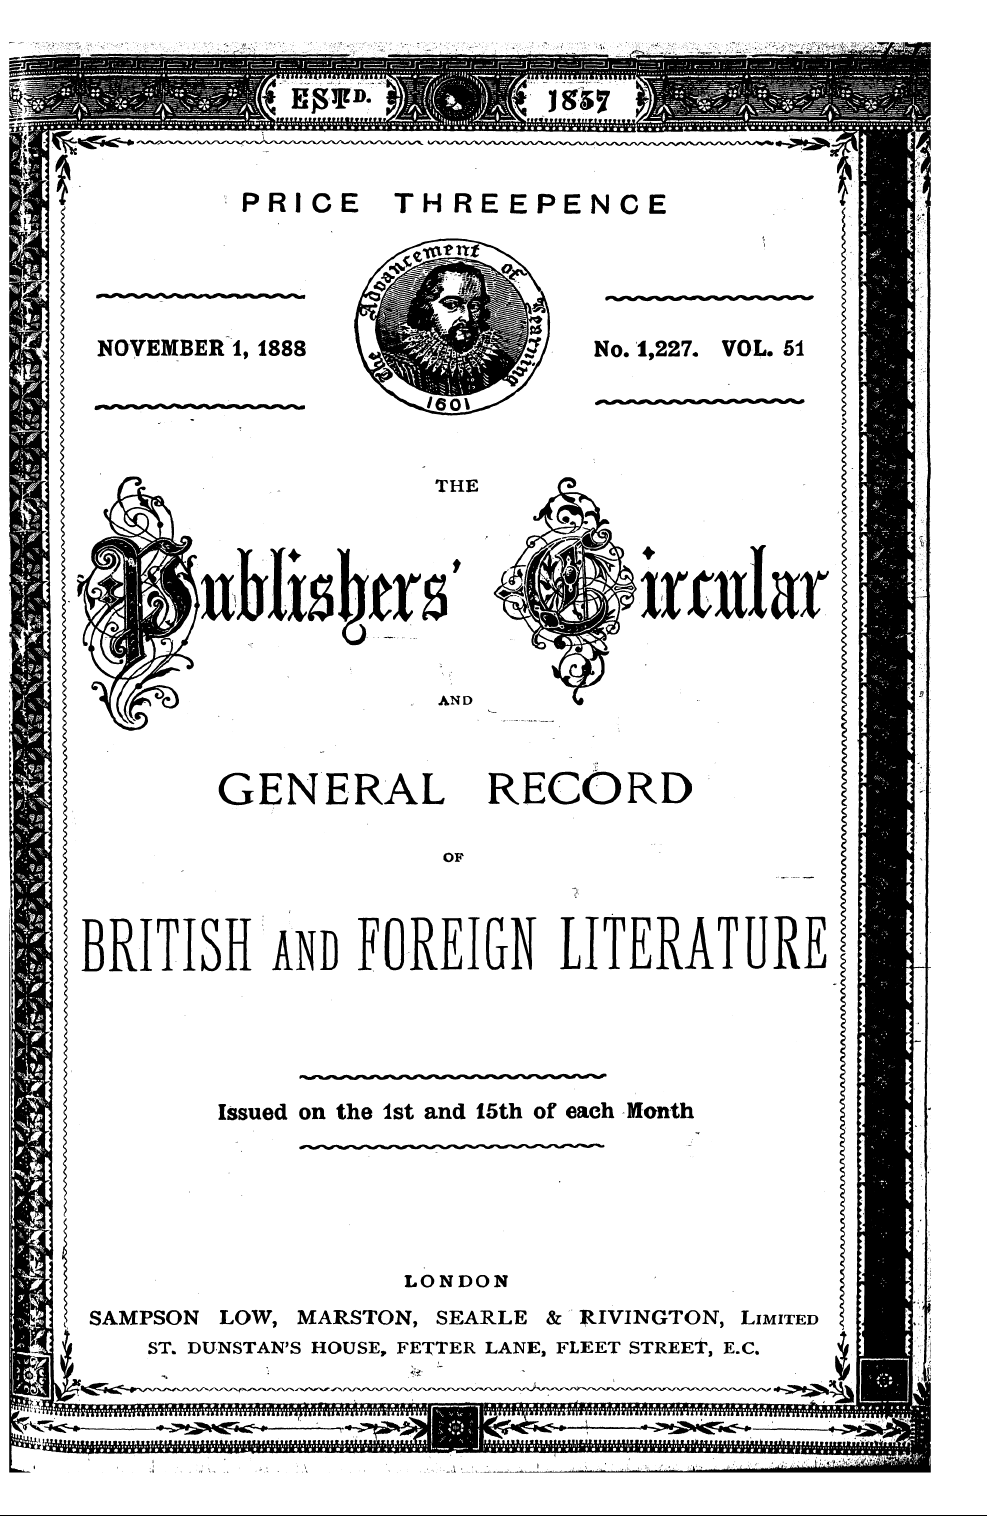 ESTD. 1837
PRICE THREEPENCE
The Advancement of Learning
1601
NOVEMBER 1, 1888
No. 1,227. VOL. 51
THE
Publishers' Circular
AND
GENERAL RECORD
OF
BRITISH AND FOREIGN LITERATURE
Issued on the 1st and 15th of each Month
LONDON
SAMPSON LOW, MARSTON, SEARLE & RIVINGTON, LIMITED
ST. DUNSTAN'S HOUSE, FETTER LANE, FLEET STREET, E.C.